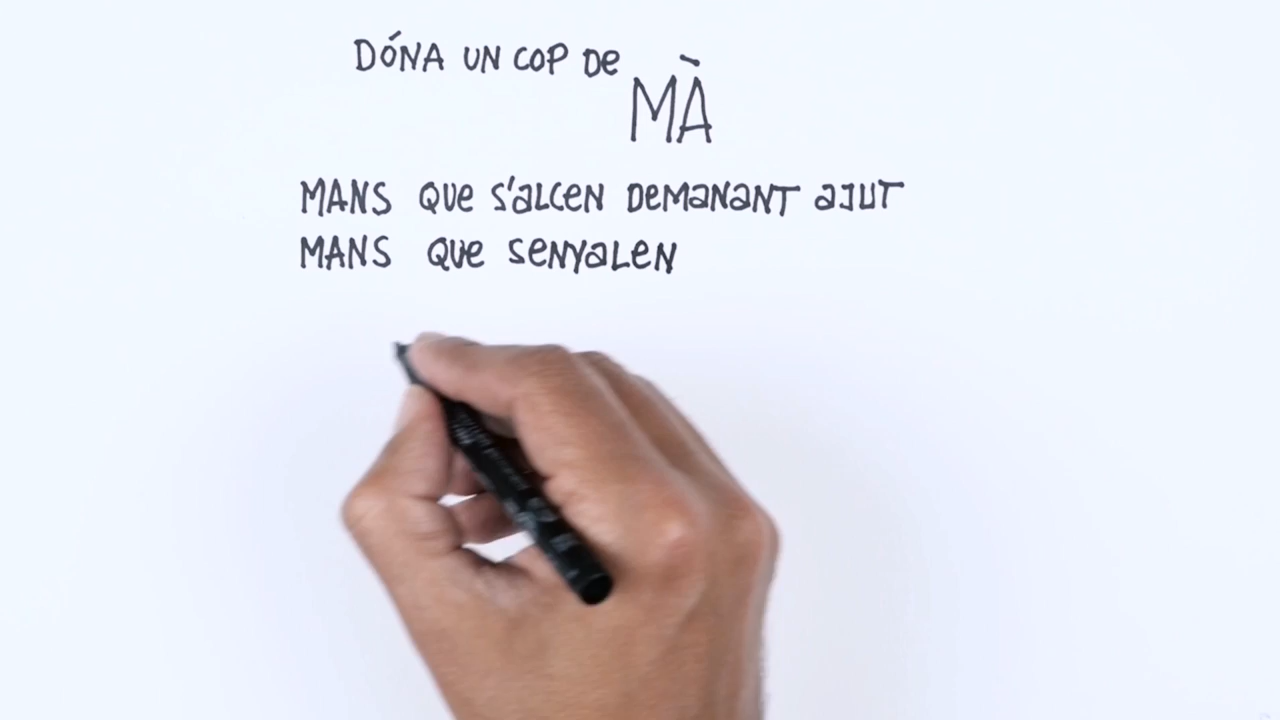 DÓNA UN COP DE
MÀ
MANS QUE S'ALCEN DEMANANT AJUT
MANS QUE SENYALEN